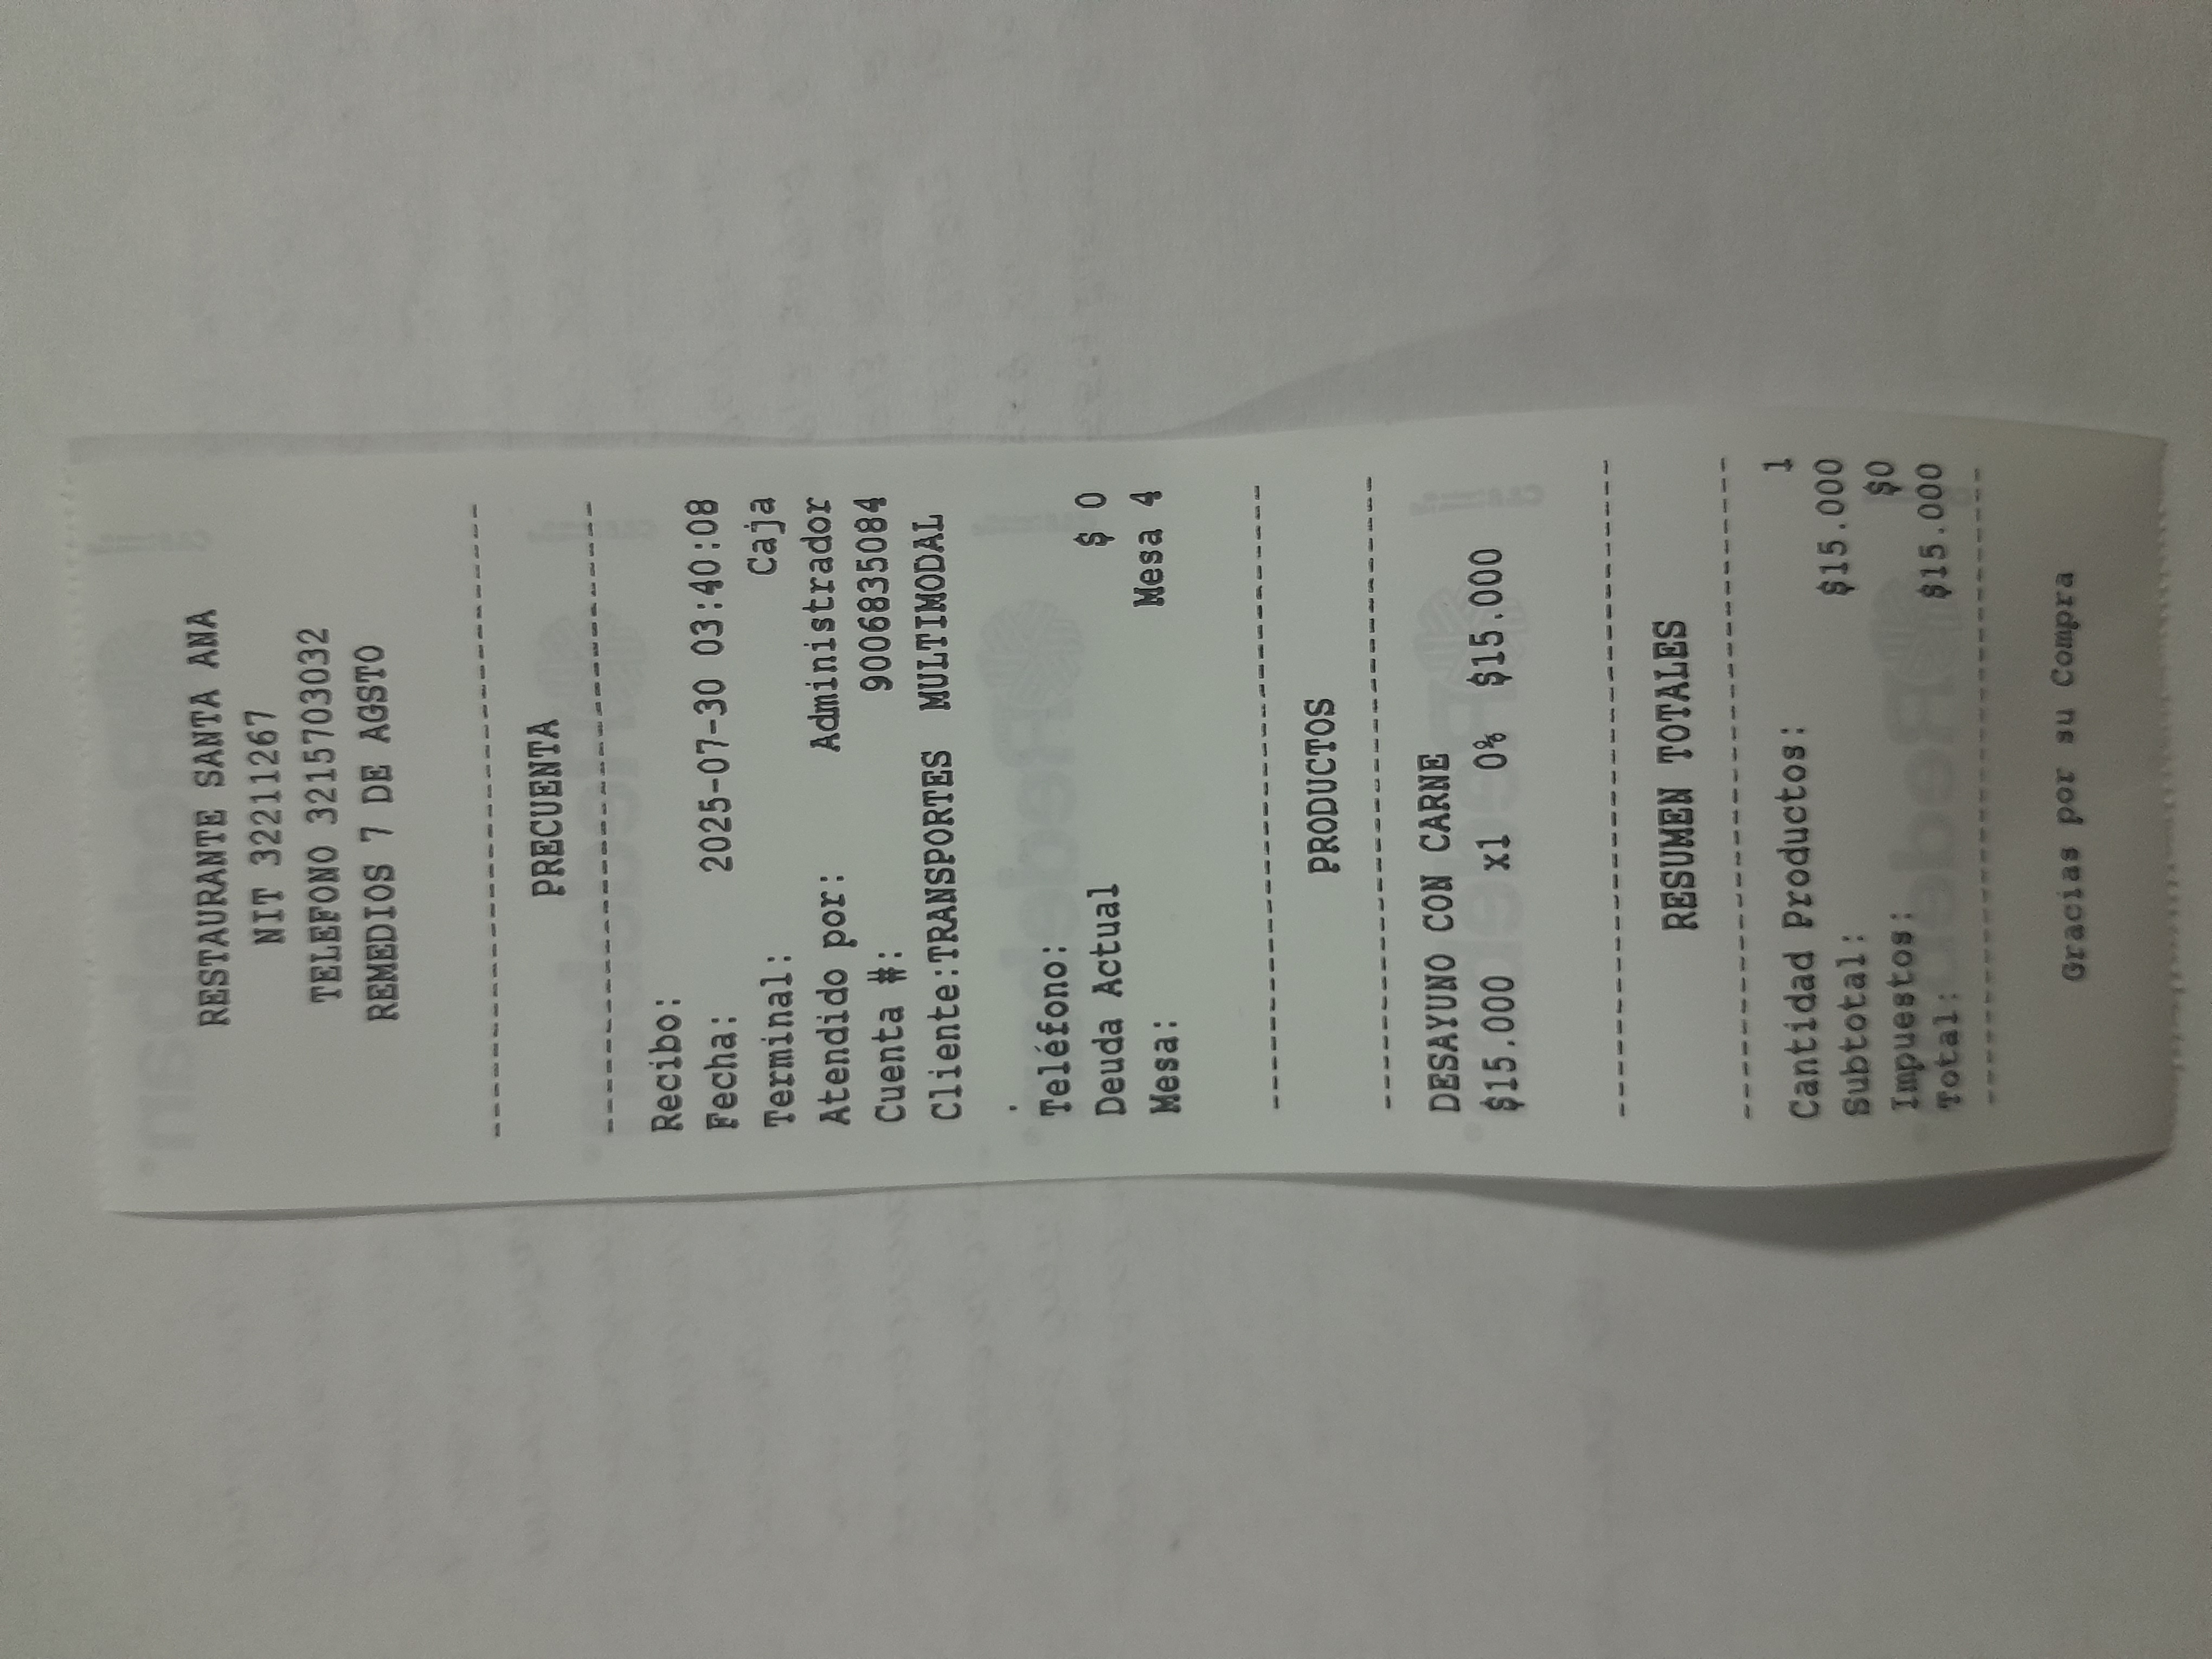 RESTAURANTE SANTA ANA
NIT 32211267
TELEFONO 3215703032
REMEDIOS 7 DE AGSTO
PRECUENTA
Recibo:
Fecha: 2025-07-30 03:40:08
Terminal: Caja
Atendido por: Administrador
Cuenta #: 9006835084
Cliente:TRANSPORTES MULTIMODAL
.
Teléfono:
Deuda Actual $ 0
Mesa: Mesa 4
PRODUCTOS
DESAYUNO CON CARNE
$15.000 x1 0% $15.000
RESUMEN TOTALES
Cantidad Productos: 1
Subtotal: $15.000
Impuestos: $0
Total: $15.000
Gracias por su Compra